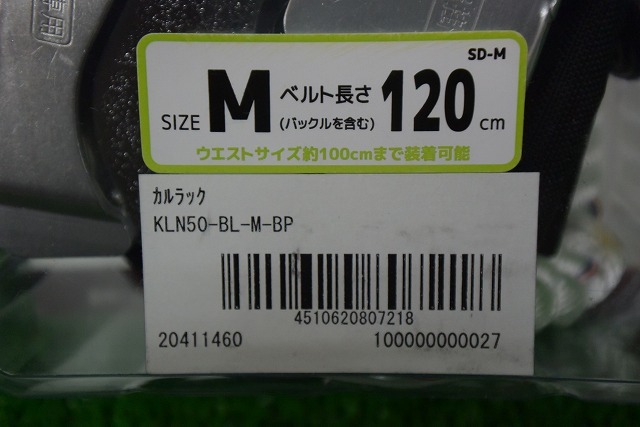 専用
SD-M
SIZE M ベルト長さ 120 cm
(バックルを含む)
ウエストサイズ約100cmまで装着可能
カルラック
KLN50-BL-M-BP
4510620807218
20411460 100000000027